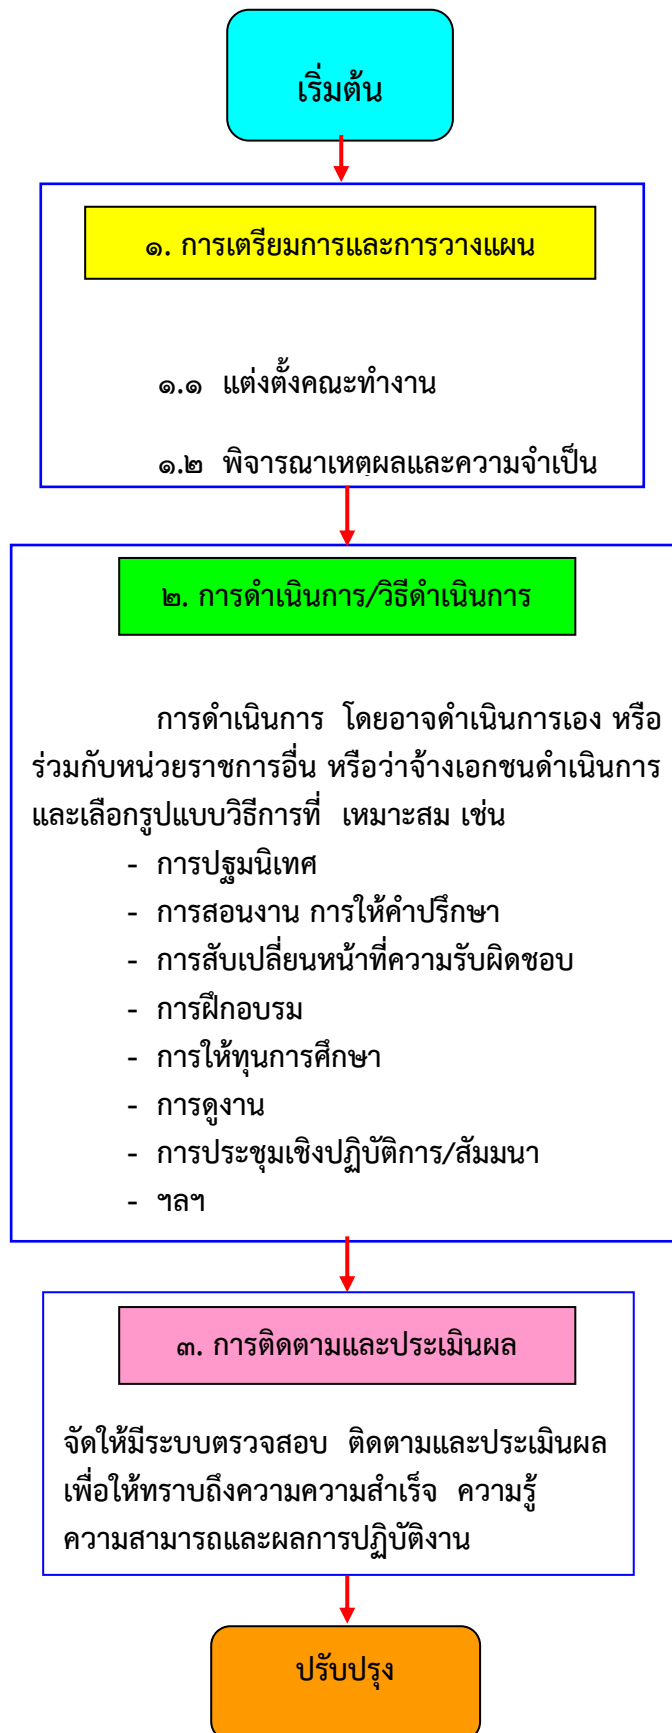 เริ่มต้น
๑. การเตรียมการและการวางแผน
๑.๑ แต่งตั้งคณะทำงาน
๑.๒ พิจารณาเหตุผลและความจำเป็น
๒. การดำเนินการ/วิธีดำเนินการ
การดำเนินการ โดยอาจดำเนินการเอง หรือ
ร่วมกับหน่วยราชการอื่น หรือว่าจ้างเอกชนดำเนินการ
และเลือกรูปแบบวิธีการที่ เหมาะสม เช่น
- การปฐมนิเทศ
- การสอนงาน การให้คำปรึกษา
- การสับเปลี่ยนหน้าที่ความรับผิดชอบ
- การฝึกอบรม
- การให้ทุนการศึกษา
- การดูงาน
- การประชุมเชิงปฏิบัติการ/สัมมนา
- ฯลฯ
๓. การติดตามและประเมินผล
จัดให้มีระบบตรวจสอบ ติดตามและประเมินผล
เพื่อให้ทราบถึงความความสำเร็จ ความรู้
ความสามารถและผลการปฏิบัติงาน
ปรับปรุง